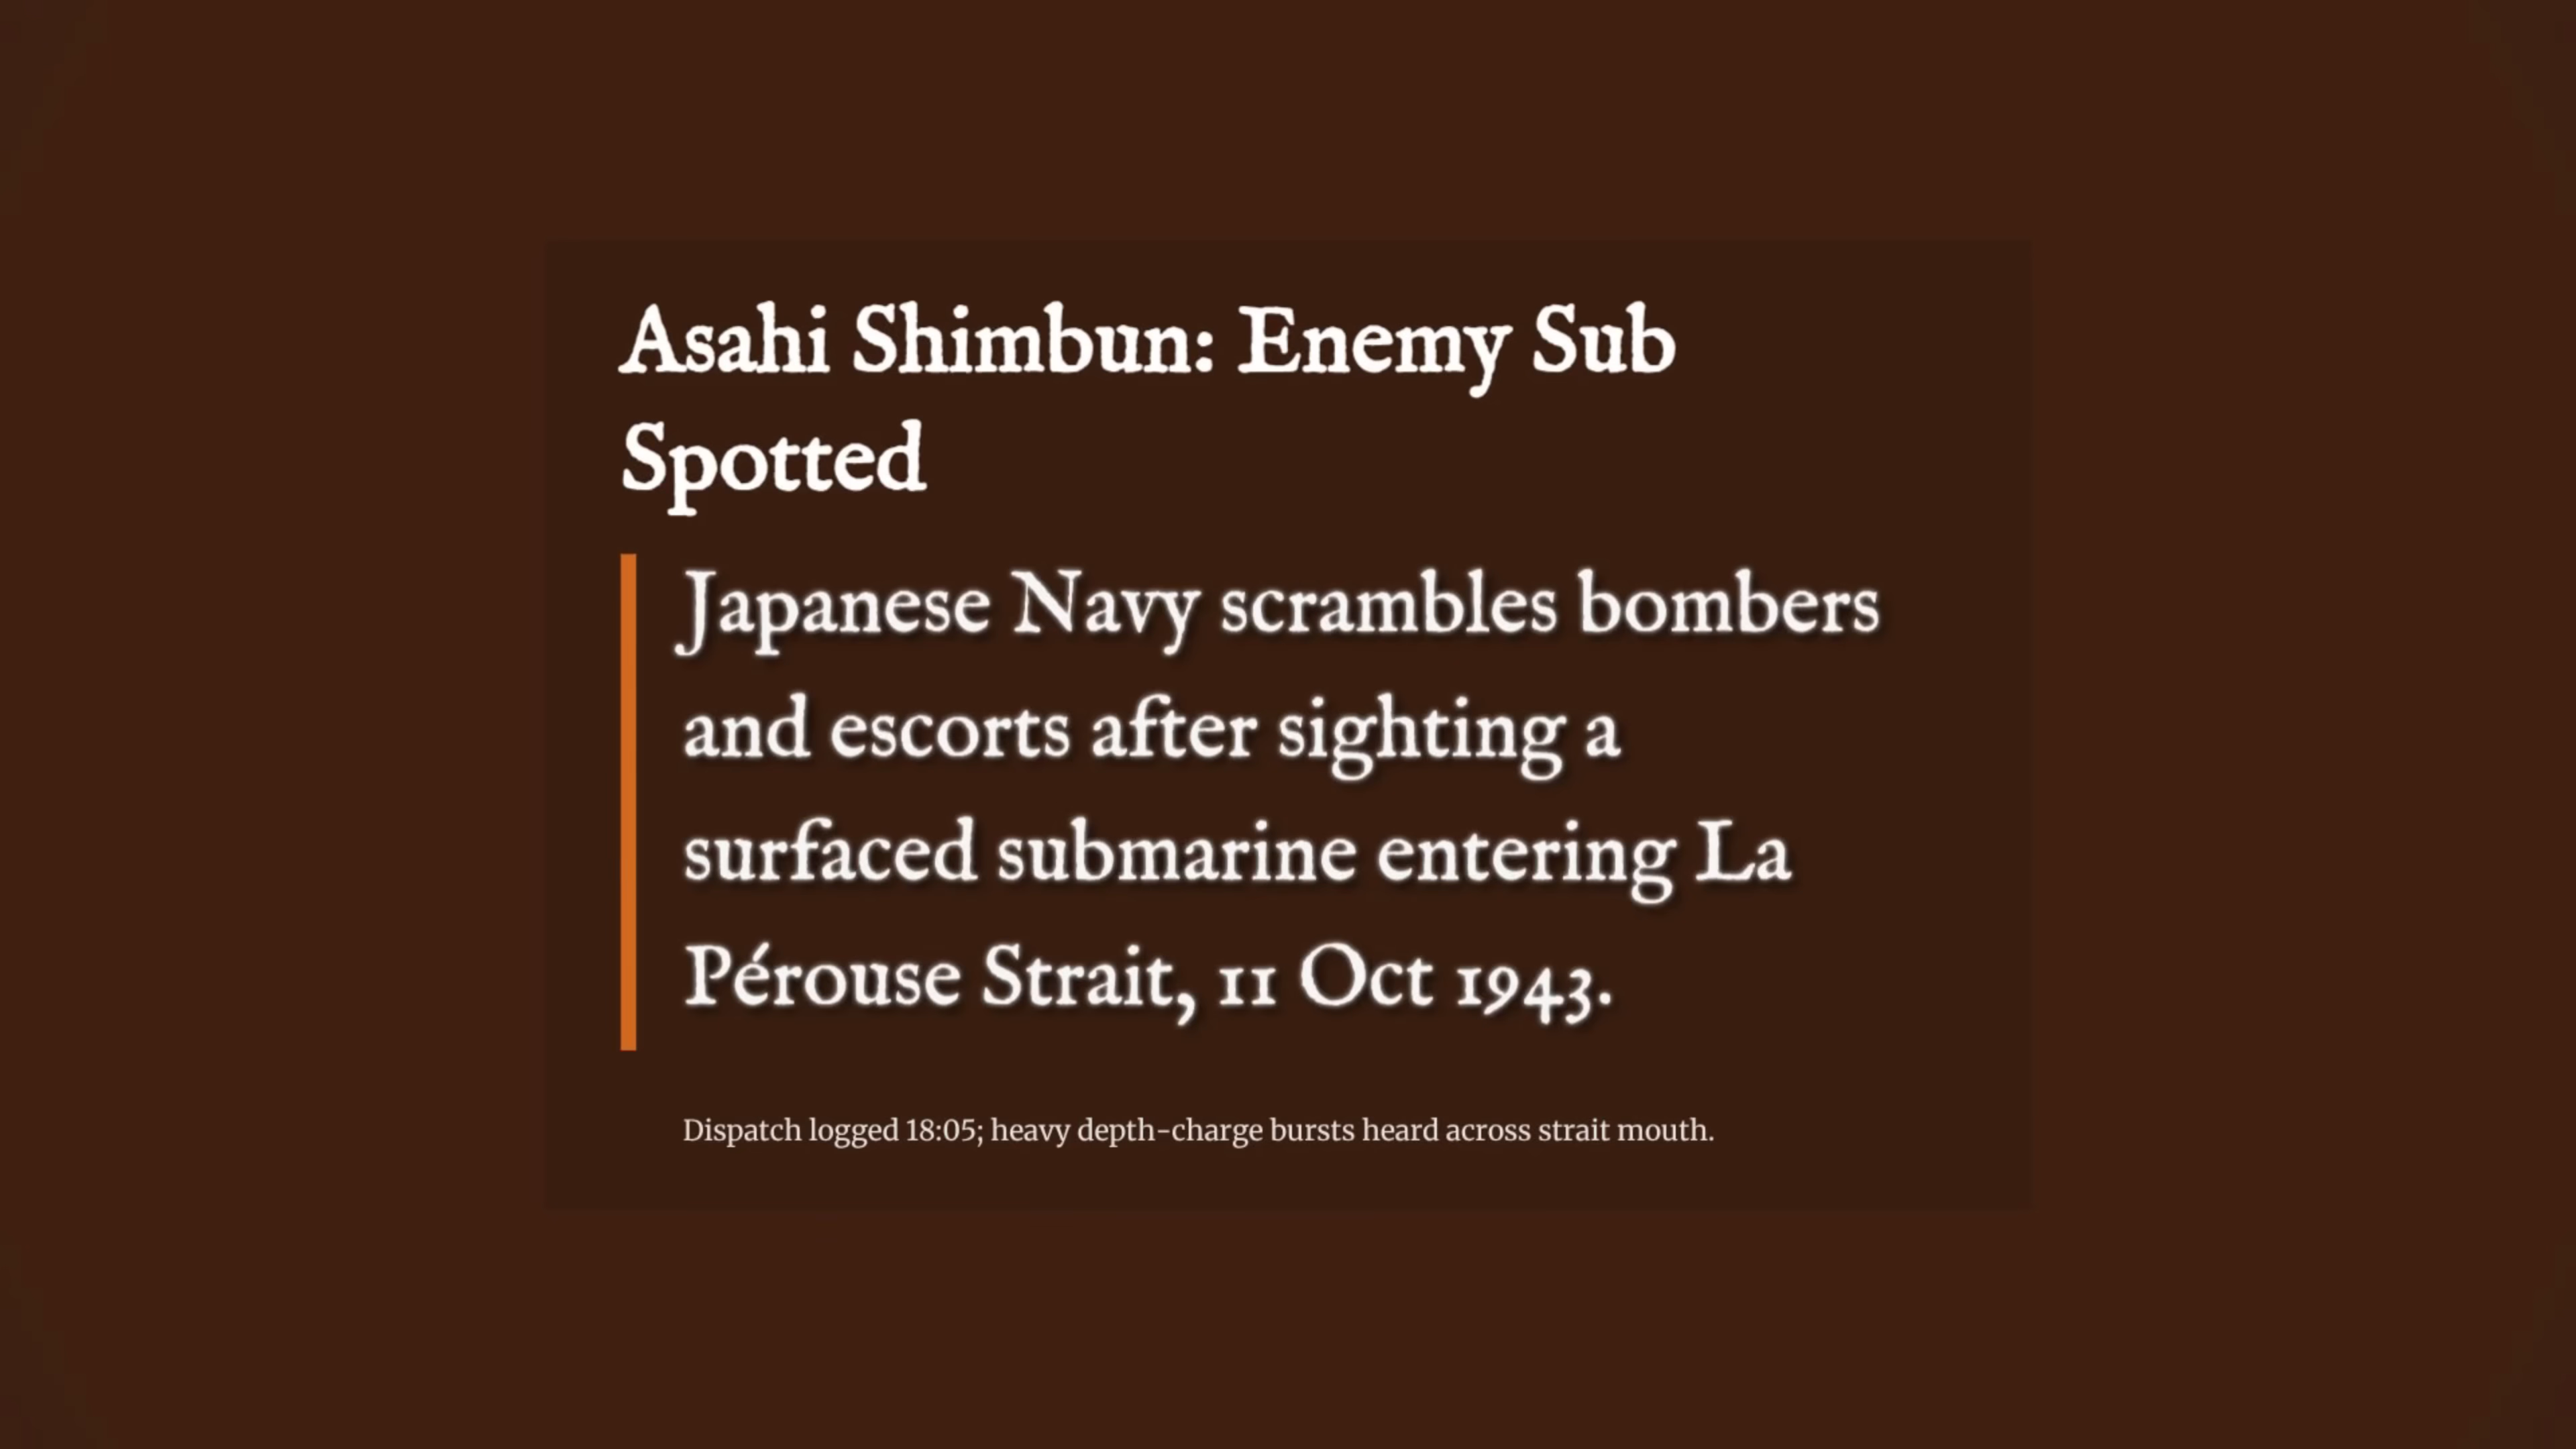 Asahi Shimbun: Enemy Sub
Spotted
Japanese Navy scrambles bombers
and escorts after sighting a
surfaced submarine entering La
Pérouse Strait, 11 Oct 1943.
Dispatch logged 18:05; heavy depth-charge bursts heard across strait mouth.